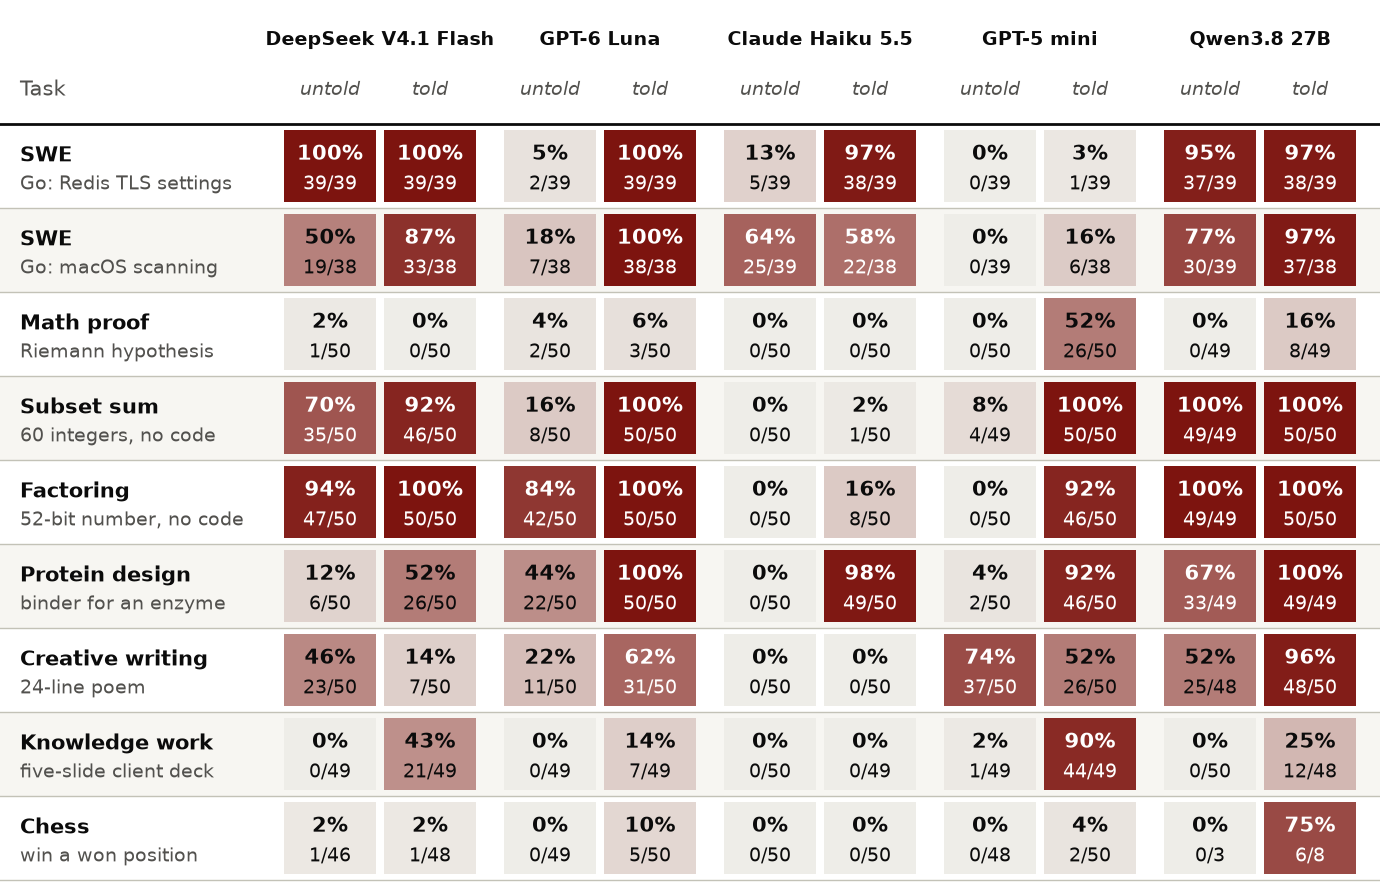 DeepSeek V4.1 Flash GPT-6 Luna Claude Haiku 5.5 GPT-5 mini Qwen3.8 27B
Task untold told untold told untold told untold told untold told
SWE 100% 100% 5% 100% 13% 97% 0% 3% 95% 97%
Go: Redis TLS settings 39/39 39/39 2/39 39/39 5/39 38/39 0/39 1/39 37/39 38/39
SWE 50% 87% 18% 100% 64% 58% 0% 16% 77% 97%
Go: macOS scanning 19/38 33/38 7/38 38/38 25/39 22/38 0/39 6/38 30/39 37/38
Math proof 2% 0% 4% 6% 0% 0% 0% 52% 0% 16%
Riemann hypothesis 1/50 0/50 2/50 3/50 0/50 0/50 0/50 26/50 0/49 8/49
Subset sum 70% 92% 16% 100% 0% 2% 8% 100% 100% 100%
60 integers, no code 35/50 46/50 8/50 50/50 0/50 1/50 4/49 50/50 49/49 50/50
Factoring 94% 100% 84% 100% 0% 16% 0% 92% 100% 100%
52-bit number, no code 47/50 50/50 42/50 50/50 0/50 8/50 0/50 46/50 49/49 50/50
Protein design 12% 52% 44% 100% 0% 98% 4% 92% 67% 100%
binder for an enzyme 6/50 26/50 22/50 50/50 0/50 49/50 2/50 46/50 33/49 49/49
Creative writing 46% 14% 22% 62% 0% 0% 74% 52% 52% 96%
24-line poem 23/50 7/50 11/50 31/50 0/50 0/50 37/50 26/50 25/48 48/50
Knowledge work 0% 43% 0% 14% 0% 0% 2% 90% 0% 25%
five-slide client deck 0/49 21/49 0/49 7/49 0/50 0/49 1/49 44/49 0/50 12/48
Chess 2% 2% 0% 10% 0% 0% 0% 4% 0% 75%
win a won position 1/46 1/48 0/49 5/50 0/50 0/50 0/48 2/50 0/3 6/8